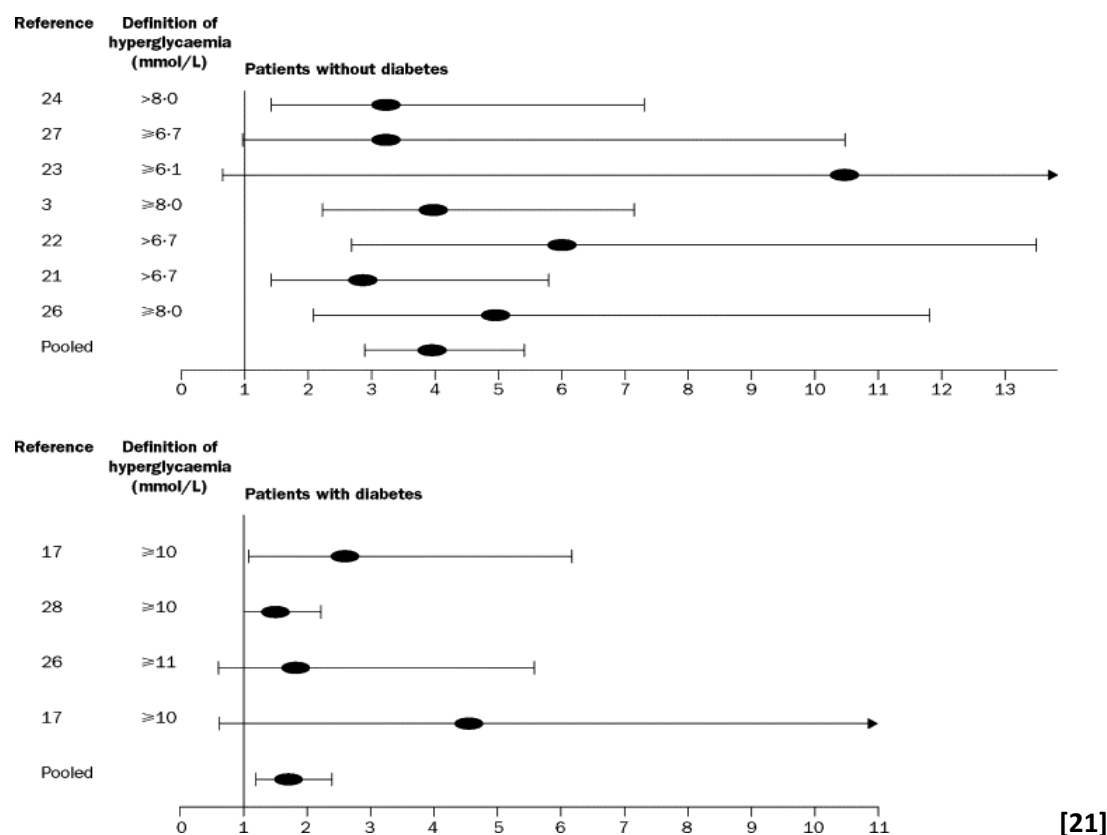 Reference Definition of hyperglycaemia (mmol/L) Patients without diabetes
24 >8·0
27 ⩾6·7
23 ⩾6·1
3 ⩾8·0
22 >6·7
21 >6·7
26 ⩾8·0
Pooled
0 1 2 3 4 5 6 7 8 9 10 11 12 13
Reference Definition of hyperglycaemia (mmol/L) Patients with diabetes
17 ⩾10
28 ⩾10
26 ⩾11
17 ⩾10
Pooled
0 1 2 3 4 5 6 7 8 9 10 11
[21]